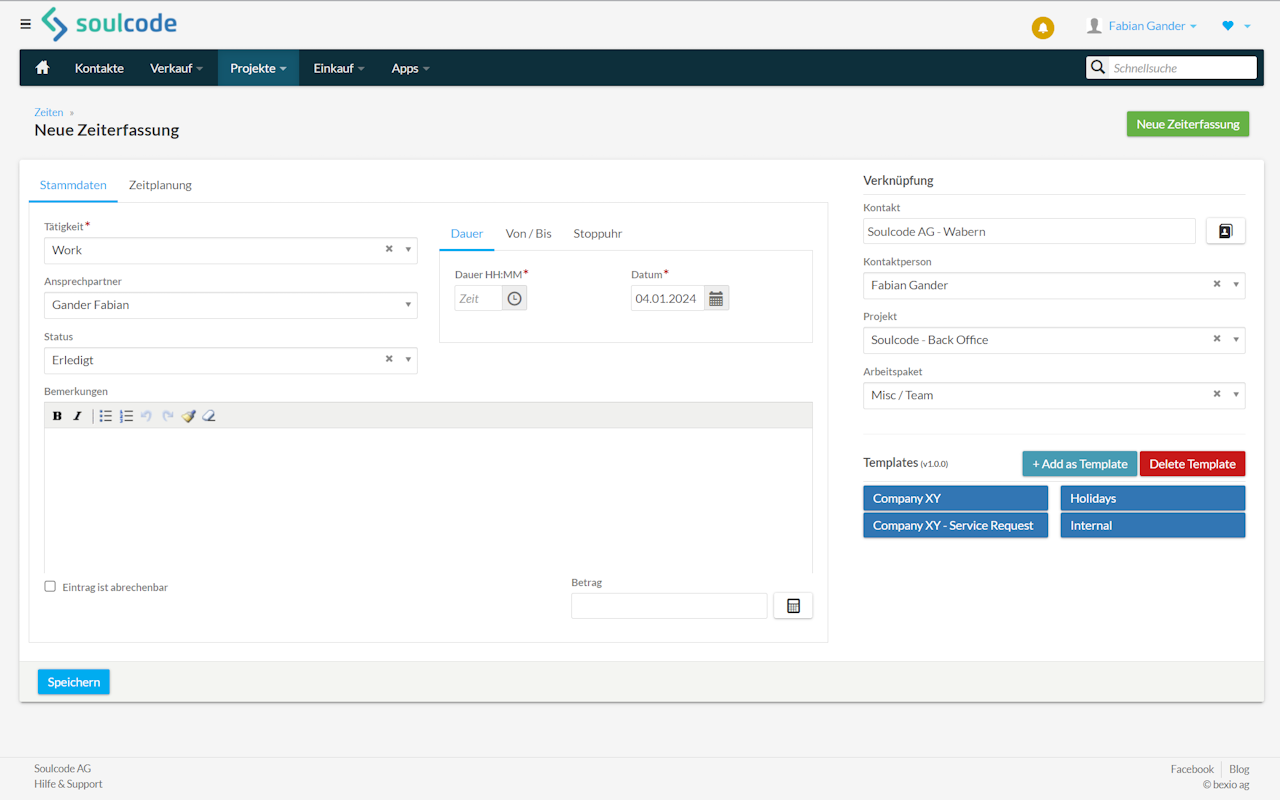 soulcode
Fabian Gander
Kontakte Verkauf Projekte Einkauf Apps Schnellsuche
Zeiten »
Neue Zeiterfassung
Neue Zeiterfassung
Stammdaten Zeitplanung
Tätigkeit*
Work
Ansprechpartner
Gander Fabian
Status
Erledigt
Dauer Von / Bis Stoppuhr
Dauer HH:MM* Datum*
Zeit 04.01.2024
Bemerkungen
B I
Eintrag ist abrechenbar
Betrag
Speichern
Verknüpfung
Kontakt
Soulcode AG - Wabern
Kontaktperson
Fabian Gander
Projekt
Soulcode - Back Office
Arbeitspaket
Misc / Team
Templates (v1.0.0) + Add as Template Delete Template
Company XY Holidays
Company XY - Service Request Internal
Soulcode AG
Hilfe & Support
Facebook Blog
© bexio ag